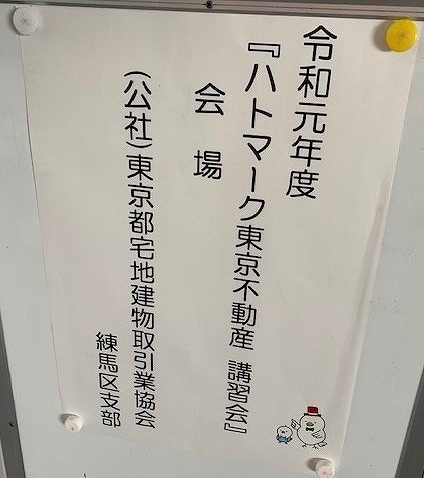 令和元年度
『ハトマーク東京不動産 講習会』
会場
(公社)東京都宅地建物取引業協会
練馬区支部